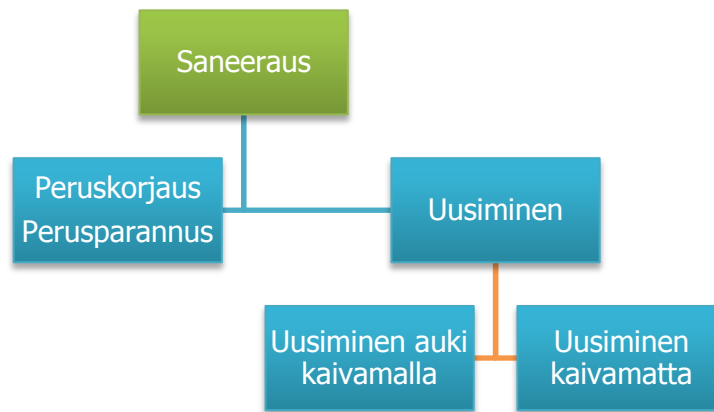 Saneeraus
Peruskorjaus
Perusparannus
Uusiminen
Uusiminen auki
kaivamalla
Uusiminen
kaivamatta